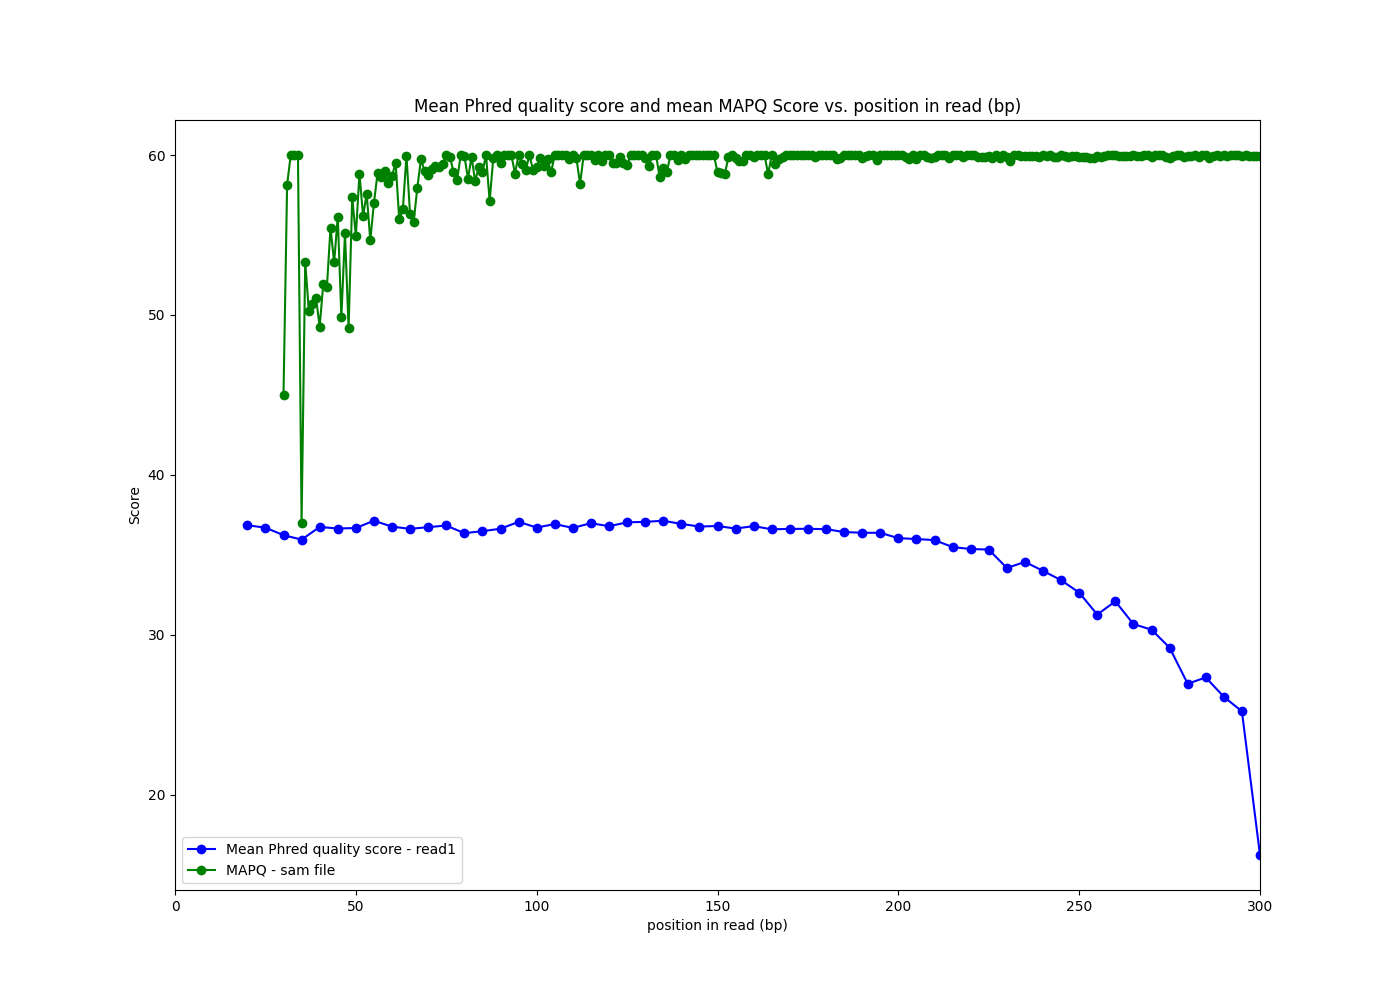 Mean Phred quality score and mean MAPQ Score vs. position in read (bp)
60
50
40
30
20
Score
Mean Phred quality score - read1
MAPQ - sam file
0 50 100 150 200 250 300
position in read (bp)